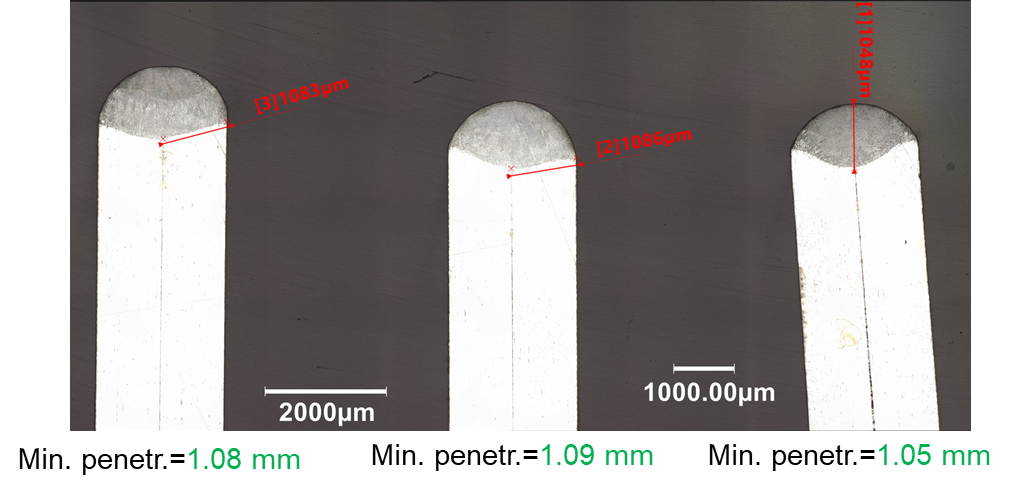 [1]1048µm
[3]1083µm
[2]1086µm
2000µm
1000.00µm
Min. penetr.=1.08 mm
Min. penetr.=1.09 mm
Min. penetr.=1.05 mm